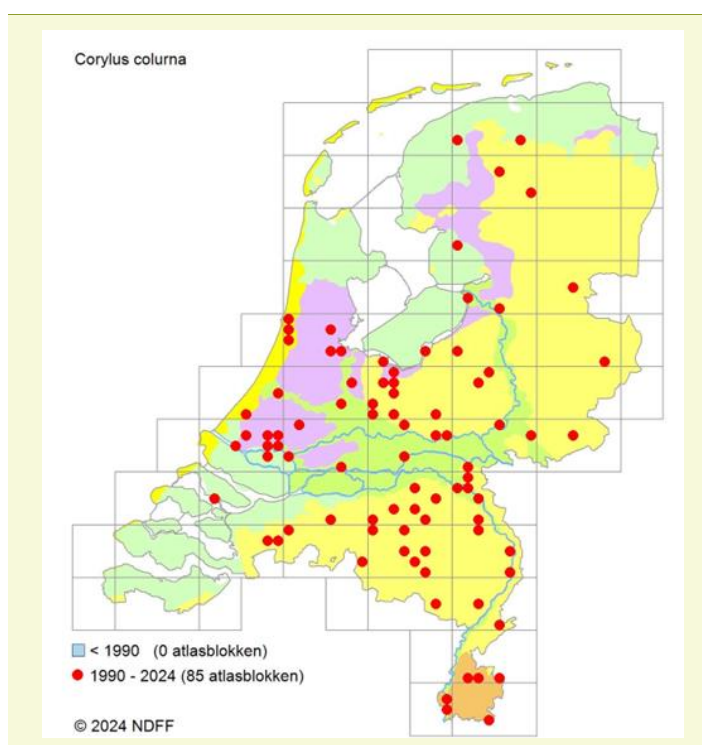 Corylus colurna
< 1990 (0 atlasblokken)
1990 - 2024 (85 atlasblokken)
© 2024 NDFF